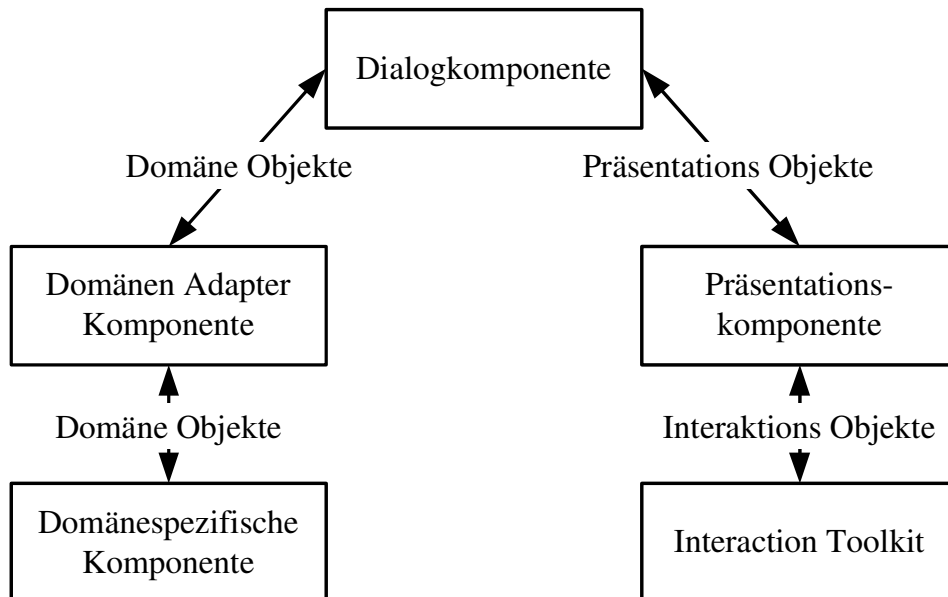 Dialogkomponente
Domäne Objekte
Präsentations Objekte
Domänen Adapter
Komponente
Präsentations-
komponente
Domäne Objekte
Interaktions Objekte
Domänespezifische
Komponente
Interaction Toolkit